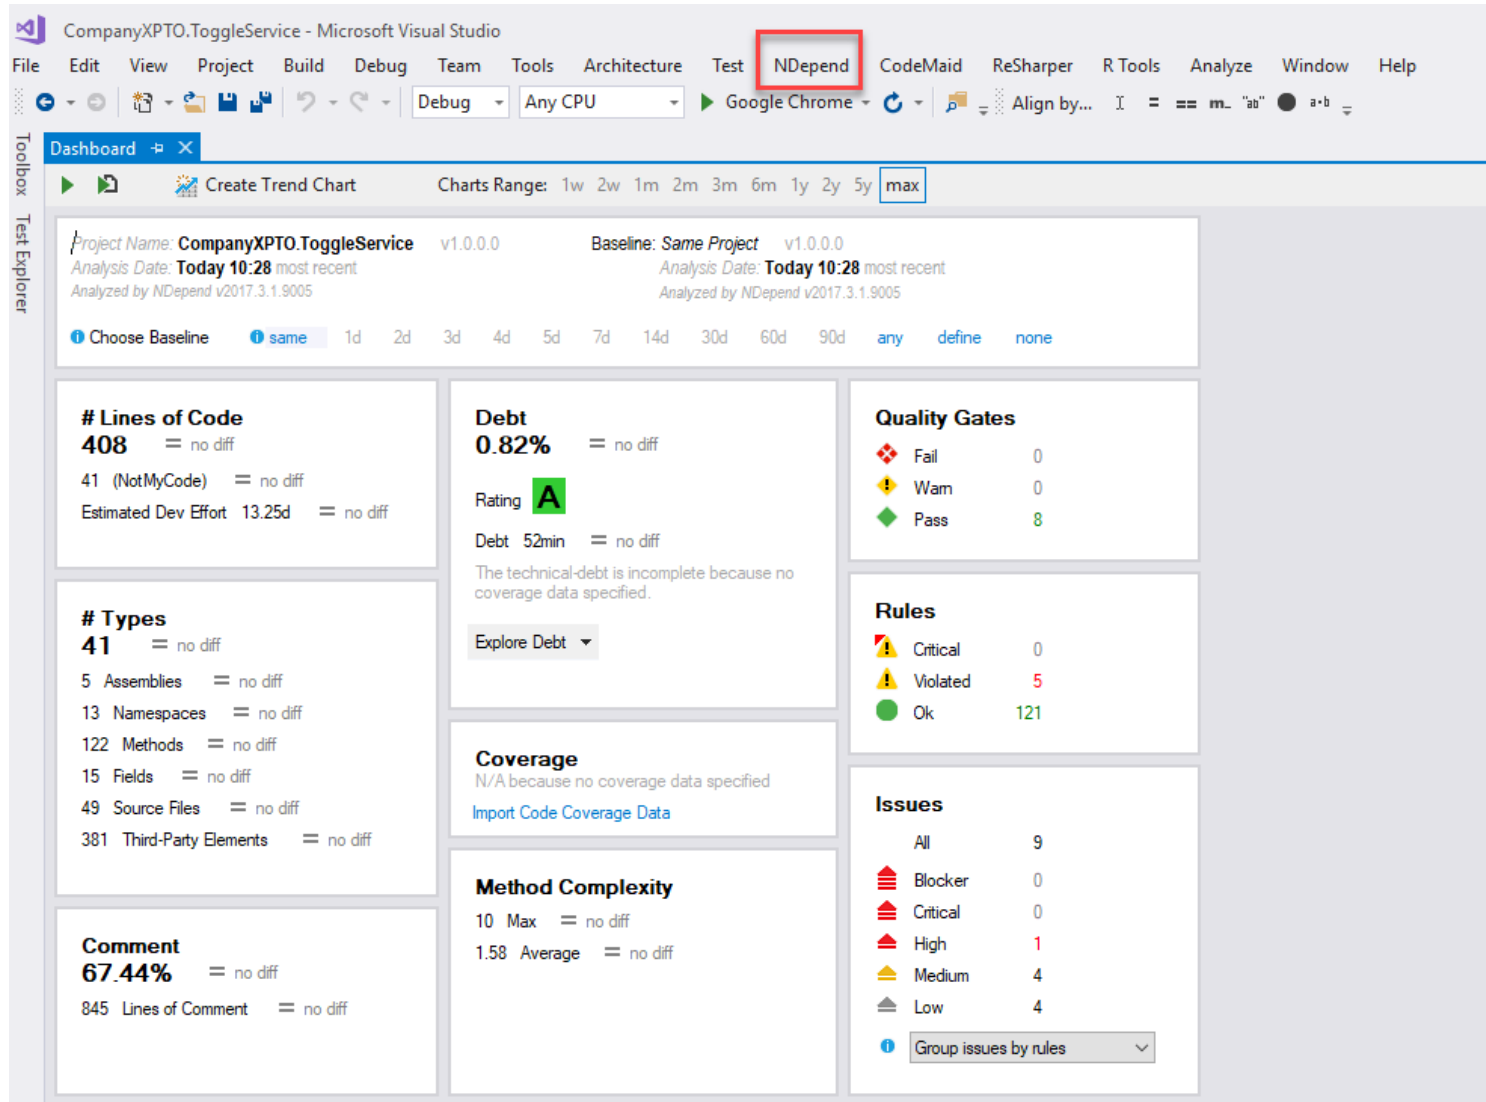 CompanyXPTO.ToggleService - Microsoft Visual Studio
File Edit View Project Build Debug Team Tools Architecture Test NDepend CodeMaid ReSharper R Tools Analyze Window Help
Debug Any CPU Google Chrome Align by... = == m_ "ab" a·b
Toolbox
Test Explorer
Dashboard
Create Trend Chart Charts Range: 1w 2w 1m 2m 3m 6m 1y 2y 5y max
Project Name: CompanyXPTO.ToggleService v1.0.0.0 Baseline: Same Project v1.0.0.0
Analysis Date: Today 10:28 most recent Analysis Date: Today 10:28 most recent
Analyzed by NDepend v2017.3.1.9005 Analyzed by NDepend v2017.3.1.9005
Choose Baseline same 1d 2d 3d 4d 5d 7d 14d 30d 60d 90d any define none
# Lines of Code
408 = no diff
41 (NotMyCode) = no diff
Estimated Dev Effort 13.25d = no diff
# Types
41 = no diff
5 Assemblies = no diff
13 Namespaces = no diff
122 Methods = no diff
15 Fields = no diff
49 Source Files = no diff
381 Third-Party Elements = no diff
Comment
67.44% = no diff
845 Lines of Comment = no diff
Debt
0.82% = no diff
Rating A
Debt 52min = no diff
The technical-debt is incomplete because no
coverage data specified.
Explore Debt
Coverage
N/A because no coverage data specified
Import Code Coverage Data
Method Complexity
10 Max = no diff
1.58 Average = no diff
Quality Gates
Fail 0
Warn 0
Pass 8
Rules
Critical 0
Violated 5
Ok 121
Issues
All 9
Blocker 0
Critical 0
High 1
Medium 4
Low 4
Group issues by rules